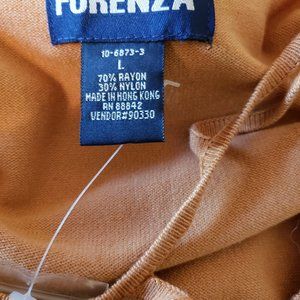 FORENZA
10-6873-3
L
70% RAYON
30% NYLON
MADE IN HONG KONG
RN 88842
VENDOR#90330